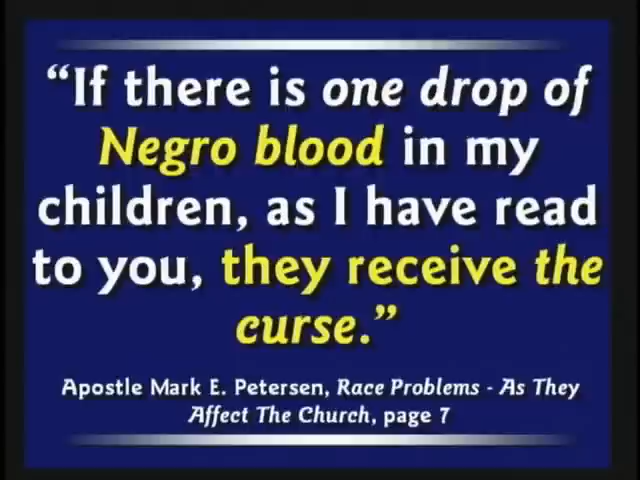 “If there is one drop of
Negro blood in my
children, as I have read
to you, they receive the
curse.”
Apostle Mark E. Petersen, Race Problems - As They
Affect The Church, page 7